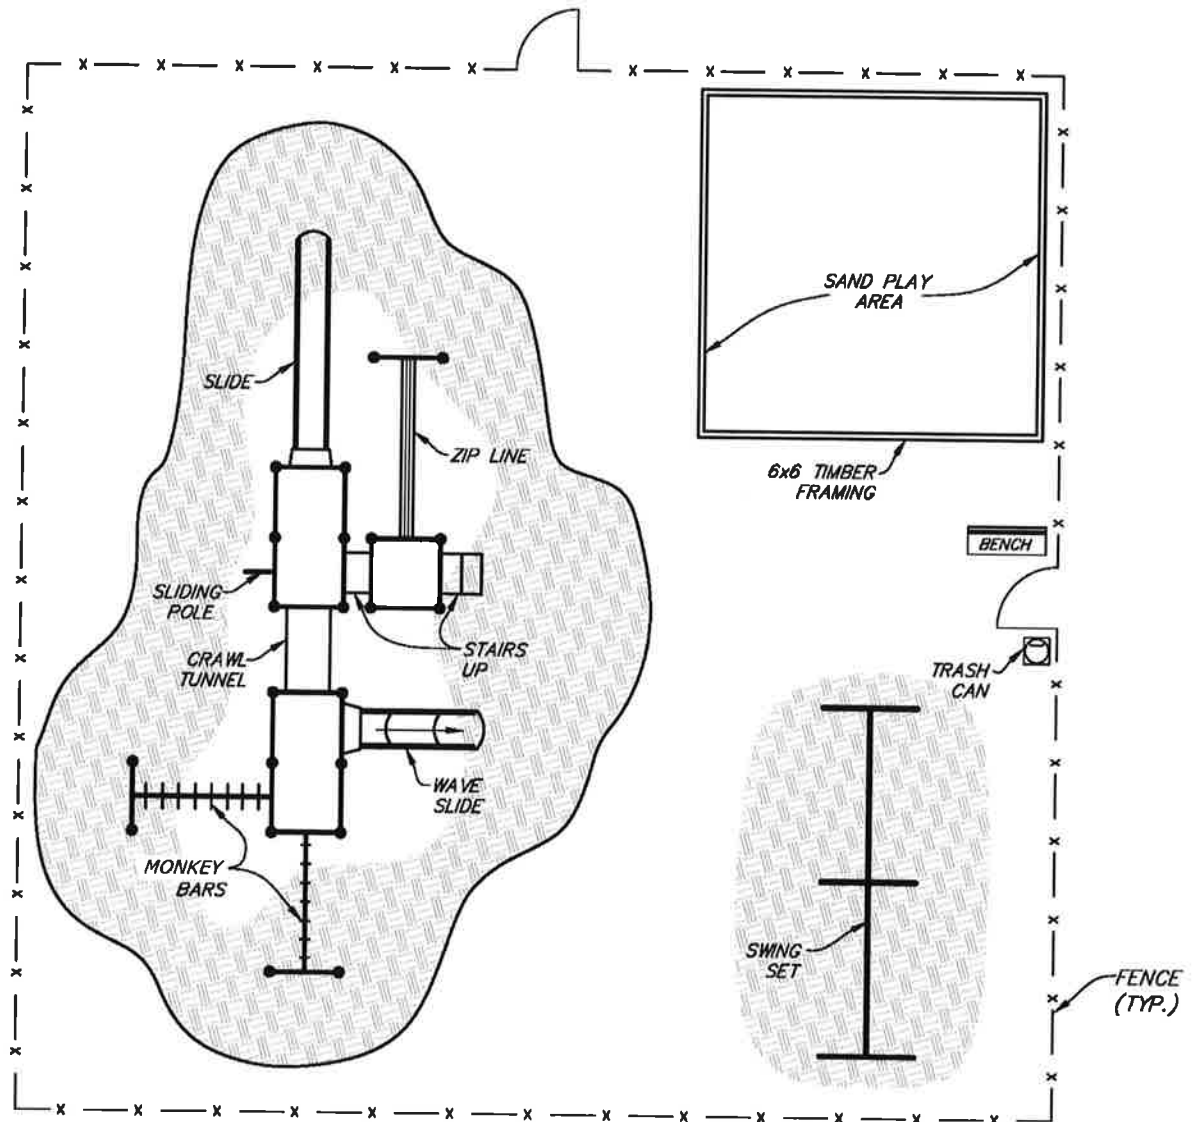 SAND PLAY
AREA
SLIDE
ZIP LINE
6x6 TIMBER
FRAMING
BENCH
SLIDING
POLE
STAIRS
UP
CRAWL
TUNNEL
TRASH
CAN
WAVE
SLIDE
MONKEY
BARS
SWING
SET
FENCE
(TYP.)